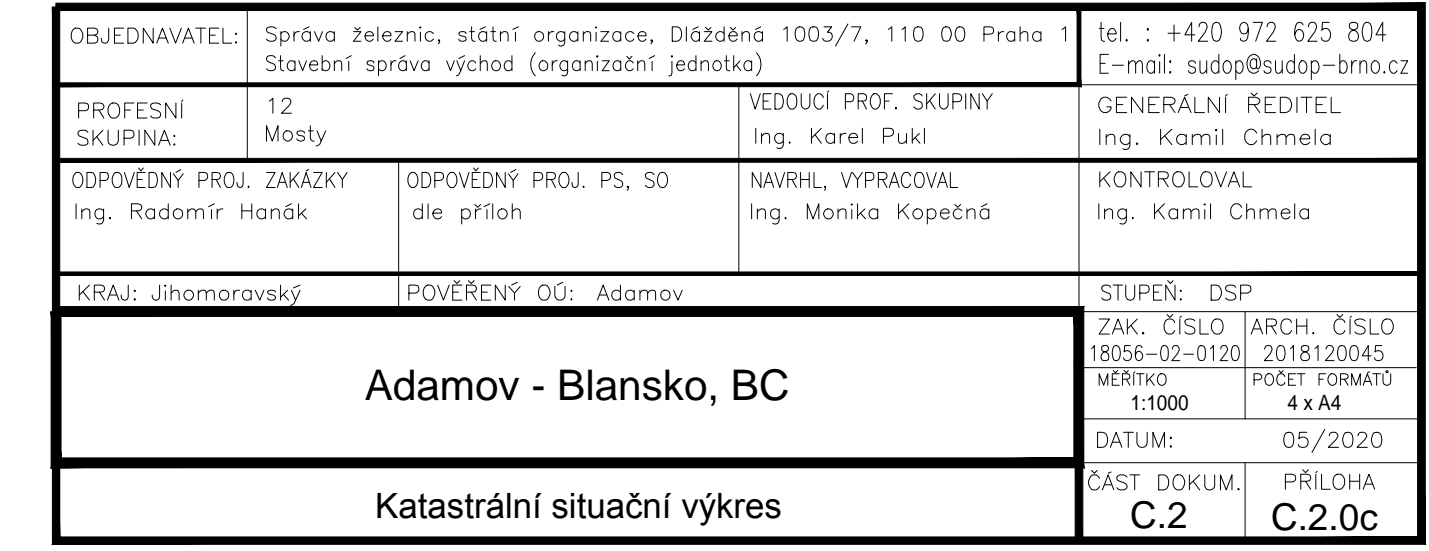 OBJEDNAVATEL:
Správa železnic, státní organizace, Dlážděná 1003/7, 110 00 Praha 1
Stavební správa východ (organizační jednotka)
tel. : +420 972 625 804
E-mail: sudop@sudop-brno.cz
PROFESNÍ
SKUPINA:
12
Mosty
VEDOUCÍ PROF. SKUPINY
Ing. Karel Pukl
GENERÁLNÍ ŘEDITEL
Ing. Kamil Chmela
ODPOVĚDNÝ PROJ. ZAKÁZKY
Ing. Radomír Hanák
ODPOVĚDNÝ PROJ. PS, SO
dle příloh
NAVRHL, VYPRACOVAL
Ing. Monika Kopečná
KONTROLOVAL
Ing. Kamil Chmela
KRAJ: Jihomoravský
POVĚŘENÝ OÚ: Adamov
STUPEŇ: DSP
Adamov - Blansko, BC
ZAK. ČÍSLO
18056-02-0120
ARCH. ČÍSLO
2018120045
MĚŘÍTKO
1:1000
POČET FORMÁTŮ
4 x A4
DATUM: 05/2020
Katastrální situační výkres
ČÁST DOKUM.
C.2
PŘÍLOHA
C.2.0c